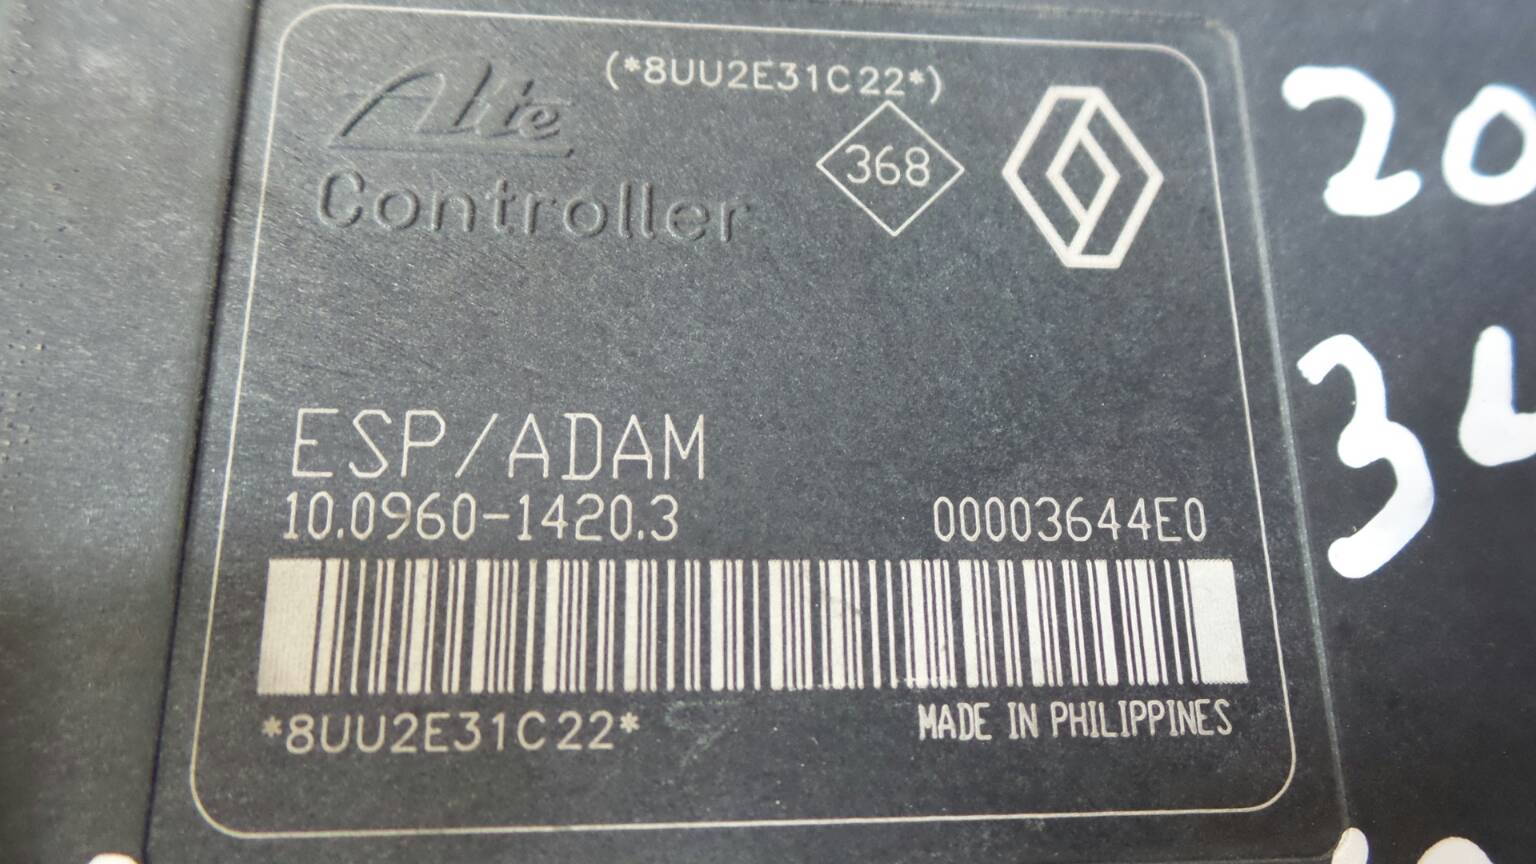 (*8UU2E31C22*)
Ate
368
Controller
20
ESP/ADAM
10.0960-1420.3 00003644E0
3
*8UU2E31C22*
MADE IN PHILIPPINES